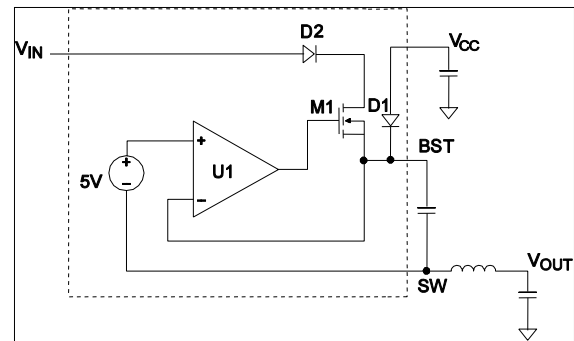 D2
VIN
VCC
M1
D1
BST
+
U1
−
5V
+
−
SW
VOUT